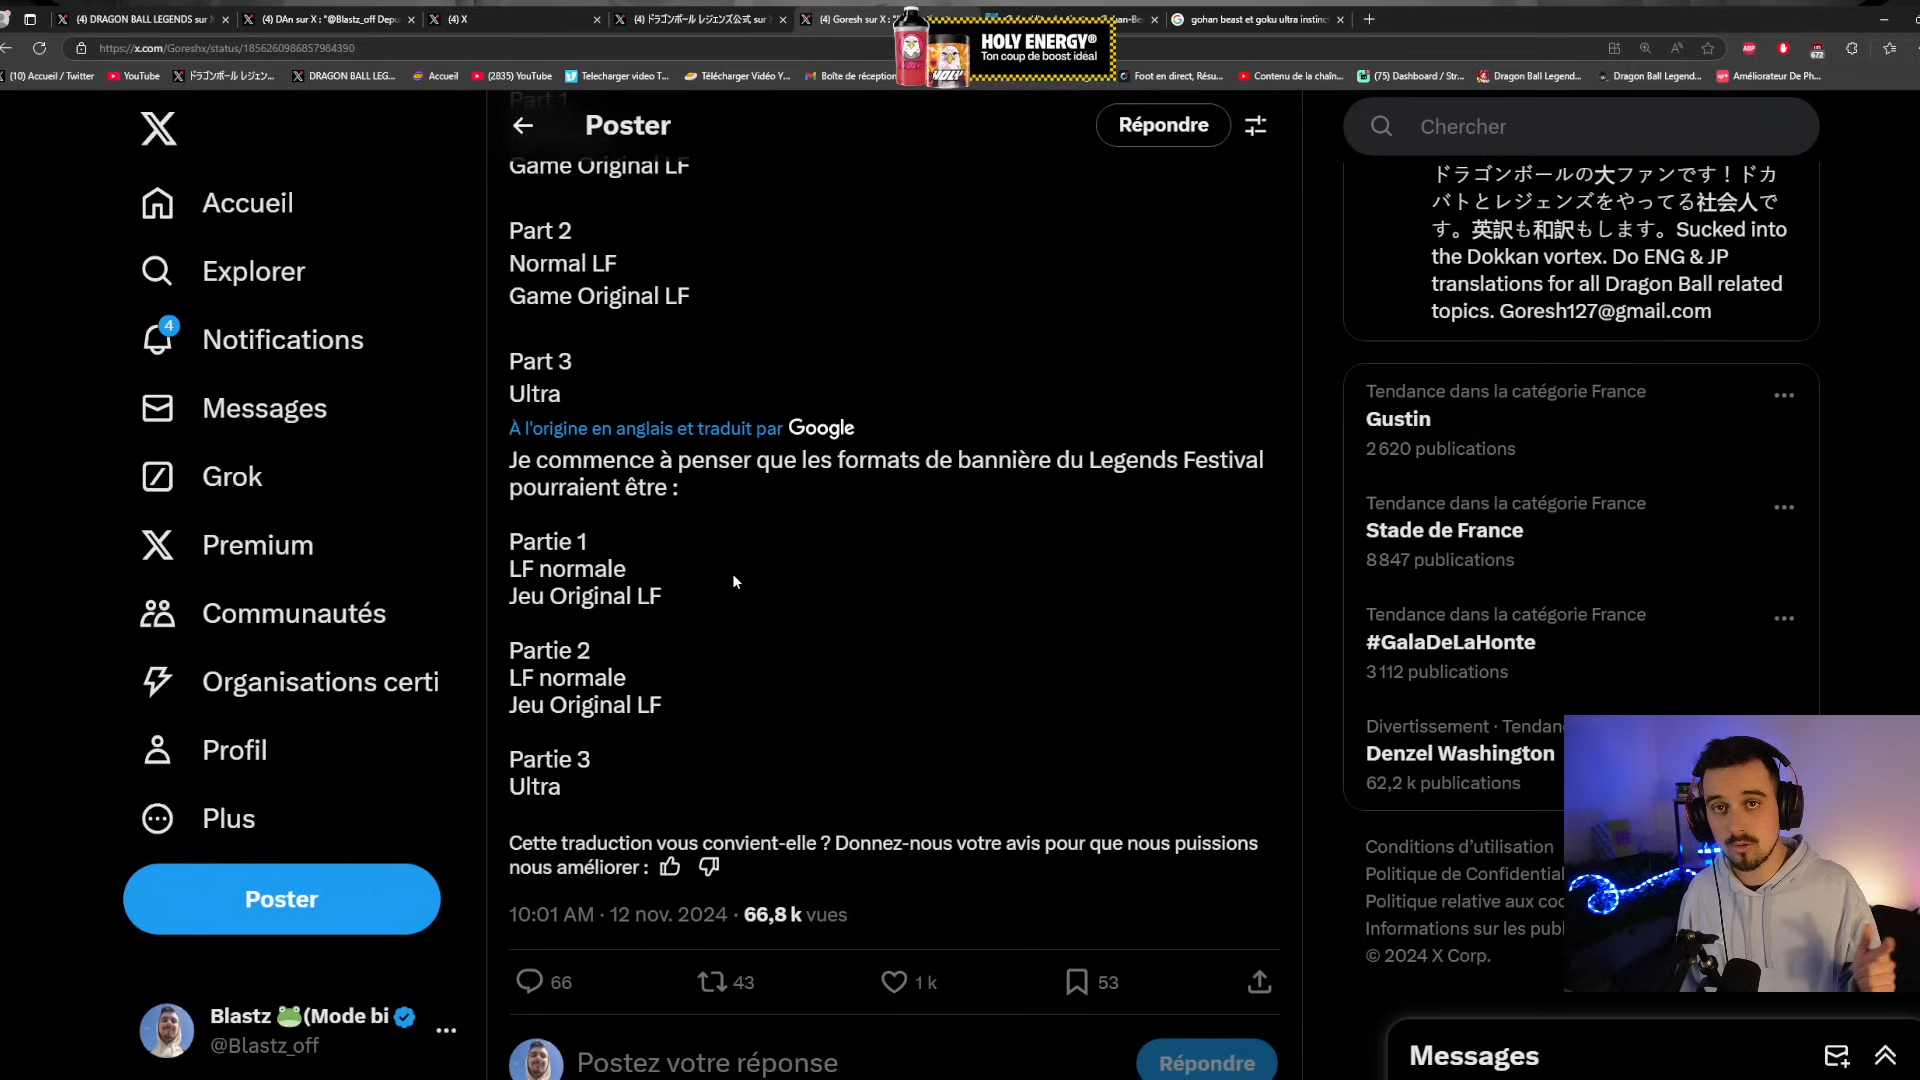 (4) DRAGON BALL LEGENDS sur X
(4) DAn sur X : "@Blastz_off Depu
(4) X
(4) ドラゴンボール レジェンズ公式 sur
(4) Goresh sur X : "
gohan beast et goku ultra instinct
https://x.com/Goreshx/status/1856260986857984390
HOLY ENERGY®
Ton coup de boost idéal
(10) Accueil / Twitter
YouTube
ドラゴンボール レジェン...
DRAGON BALL LEG...
Accueil
(2835) YouTube
Telecharger video T...
Télécharger Vidéo Y...
Boîte de réception
Foot en direct, Résu...
Contenu de la chaîn...
(75) Dashboard / Str...
Dragon Ball Legend...
Dragon Ball Legend...
Améliorateur De Ph...
Part 1
Poster
Répondre
Game Original LF
Part 2
Normal LF
Game Original LF
Part 3
Ultra
À l'origine en anglais et traduit par Google
Je commence à penser que les formats de bannière du Legends Festival
pourraient être :
Partie 1
LF normale
Jeu Original LF
Partie 2
LF normale
Jeu Original LF
Partie 3
Ultra
Cette traduction vous convient-elle ? Donnez-nous votre avis pour que nous puissions
nous améliorer :
10:01 AM · 12 nov. 2024 · 66,8 k vues
66
43
1 k
53
Postez votre réponse
Répondre
Accueil
Explorer
4
Notifications
Messages
Grok
Premium
Communautés
Organisations certi
Profil
Plus
Poster
Blastz 🐸(Mode bi
@Blastz_off
Chercher
ドラゴンボールの大ファンです！ドカ
バトとレジェンズをやってる社会人で
す。英訳も和訳もします。Sucked into
the Dokkan vortex. Do ENG & JP
translations for all Dragon Ball related
topics. Goresh127@gmail.com
Tendance dans la catégorie France
Gustin
2 620 publications
Tendance dans la catégorie France
Stade de France
8 847 publications
Tendance dans la catégorie France
#GalaDeLaHonte
3 112 publications
Divertissement · Tendan
Denzel Washington
62,2 k publications
Conditions d'utilisation
Politique de Confidential
Politique relative aux coo
Informations sur les publ
© 2024 X Corp.
Messages